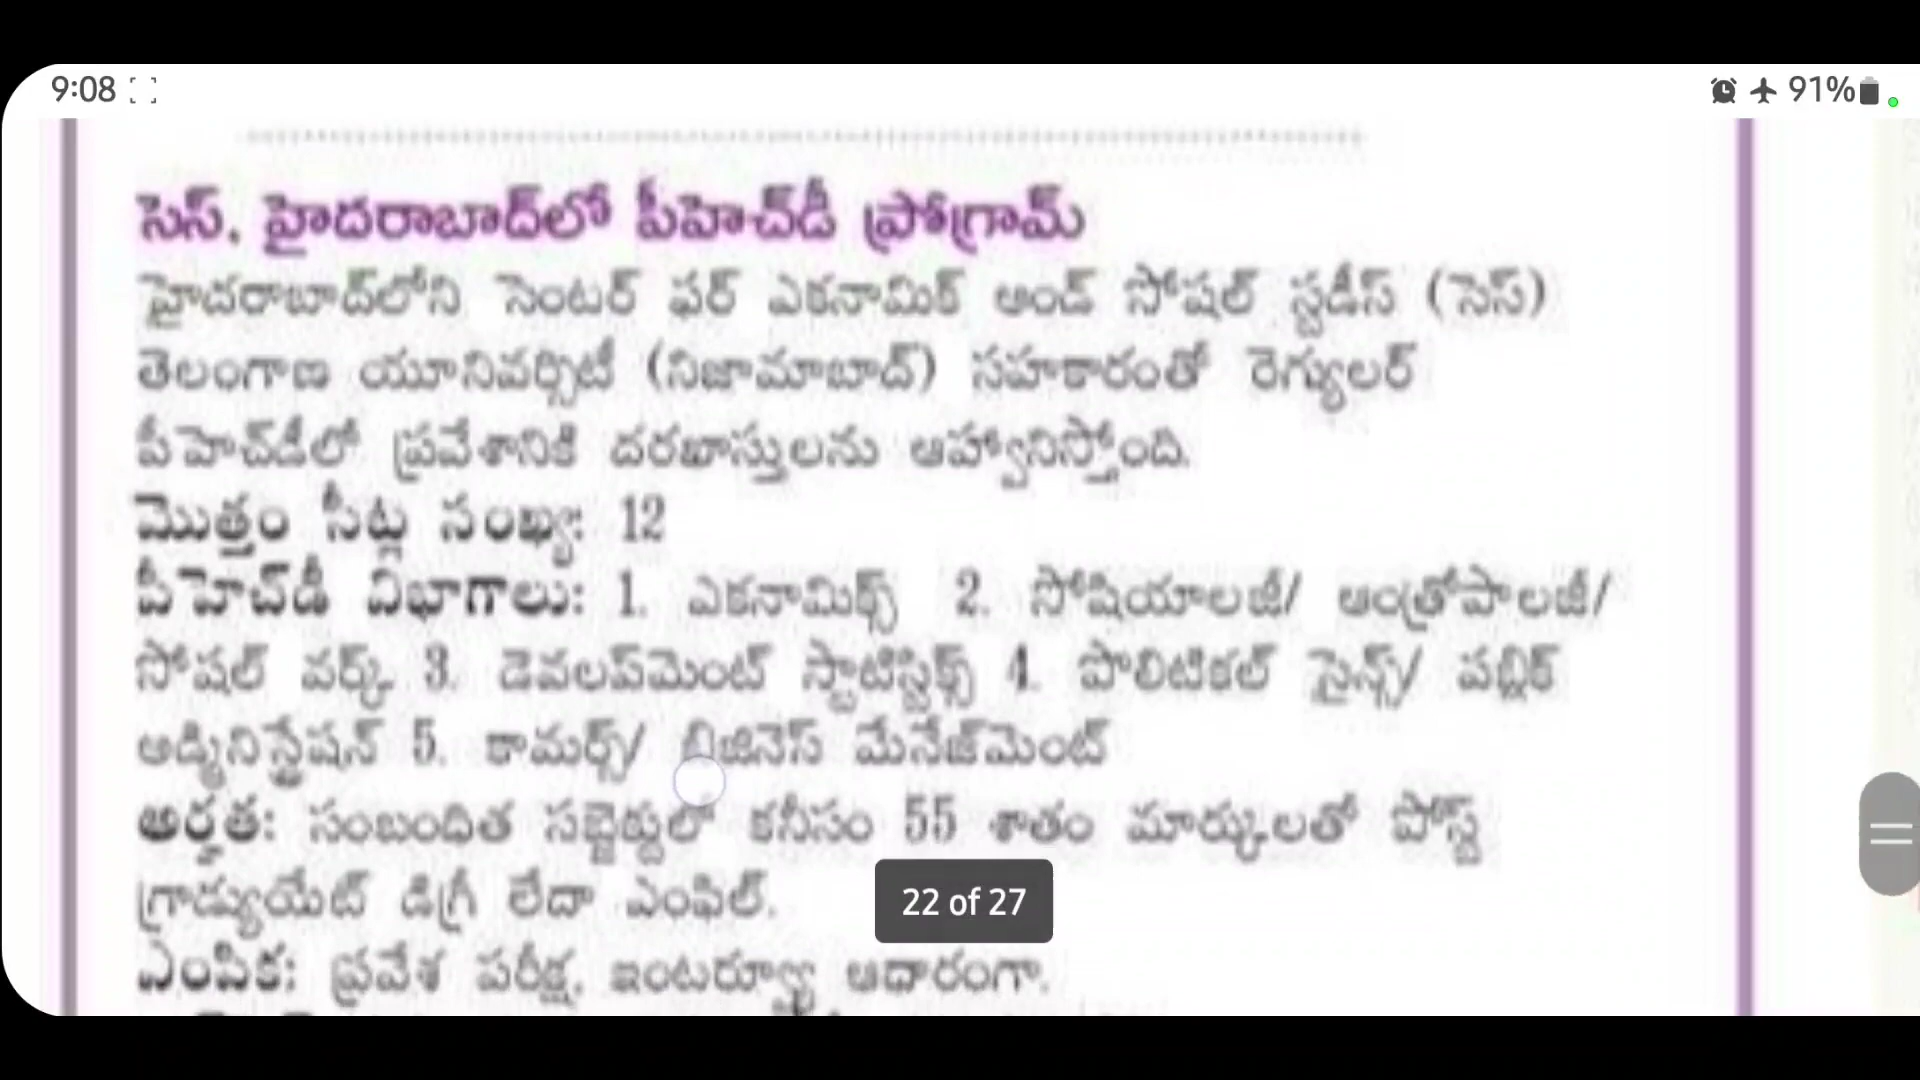 9:08
91%
సెస్, హైదరాబాద్‌లో పీహెచ్‌డీ ప్రోగ్రామ్
హైదరాబాద్‌లోని సెంటర్ ఫర్ ఎకనామిక్ అండ్ సోషల్ స్టడీస్ (సెస్)
తెలంగాణ యూనివర్సిటీ (నిజామాబాద్) సహకారంతో రెగ్యులర్
పీహెచ్‌డీలో ప్రవేశానికి దరఖాస్తులను ఆహ్వానిస్తోంది.
మొత్తం సీట్ల సంఖ్య: 12
పీహెచ్‌డీ విభాగాలు: 1. ఎకనామిక్స్ 2. సోషియాలజీ/ ఆంత్రోపాలజీ/
సోషల్ వర్క్ 3. డెవలప్‌మెంట్ స్టాటిస్టిక్స్ 4. పొలిటికల్ సైన్స్/ పబ్లిక్
అడ్మినిస్ట్రేషన్ 5. కామర్స్/ బిజినెస్ మేనేజ్‌మెంట్
అర్హత: సంబంధిత సబ్జెక్టులో కనీసం 55 శాతం మార్కులతో పోస్ట్
గ్రాడ్యుయేట్ డిగ్రీ లేదా ఎంఫిల్.
22 of 27
ఎంపిక: ప్రవేశ పరీక్ష, ఇంటర్వ్యూ ఆధారంగా.